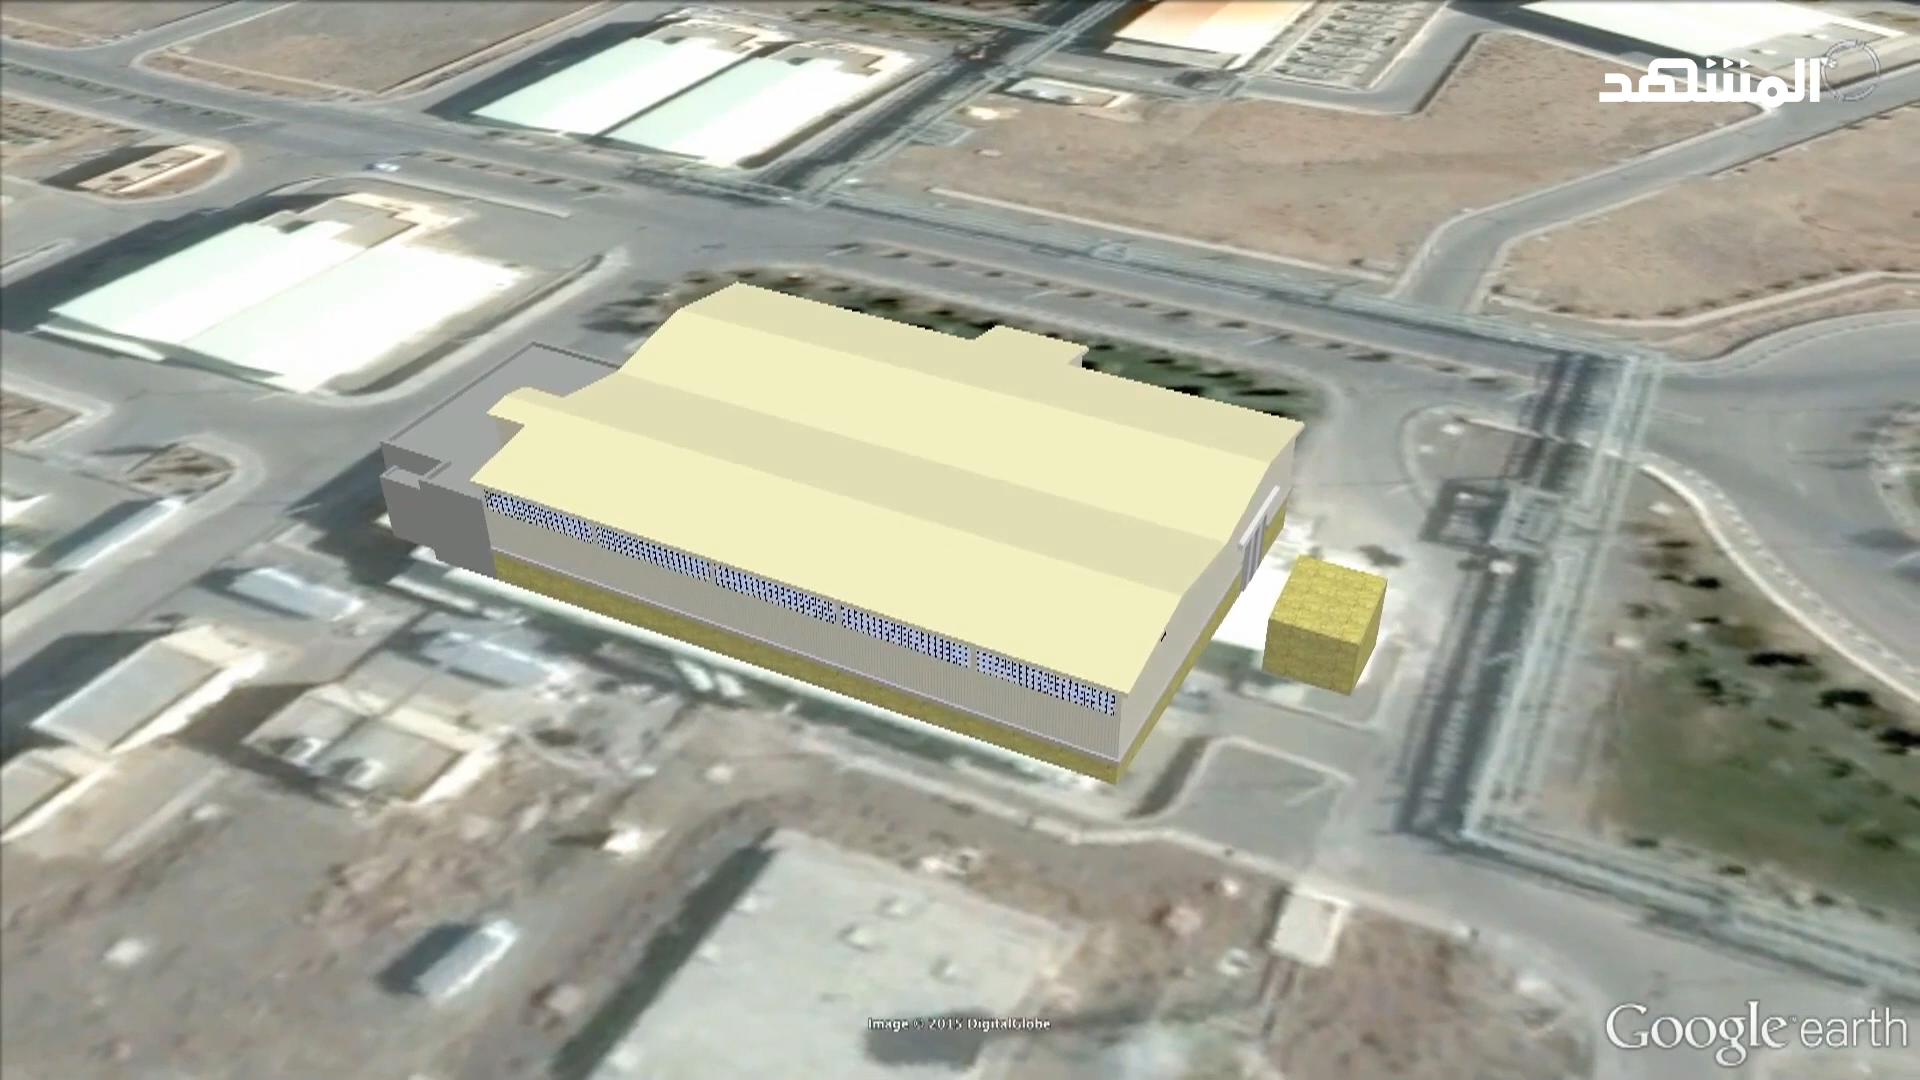 المشهد
Image © 2015 DigitalGlobe
Google earth